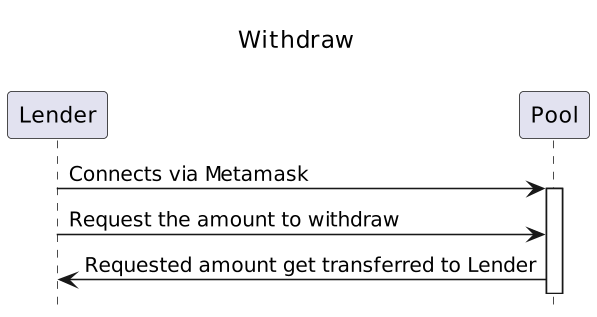 Withdraw
Lender
Pool
Connects via Metamask
Request the amount to withdraw
Requested amount get transferred to Lender